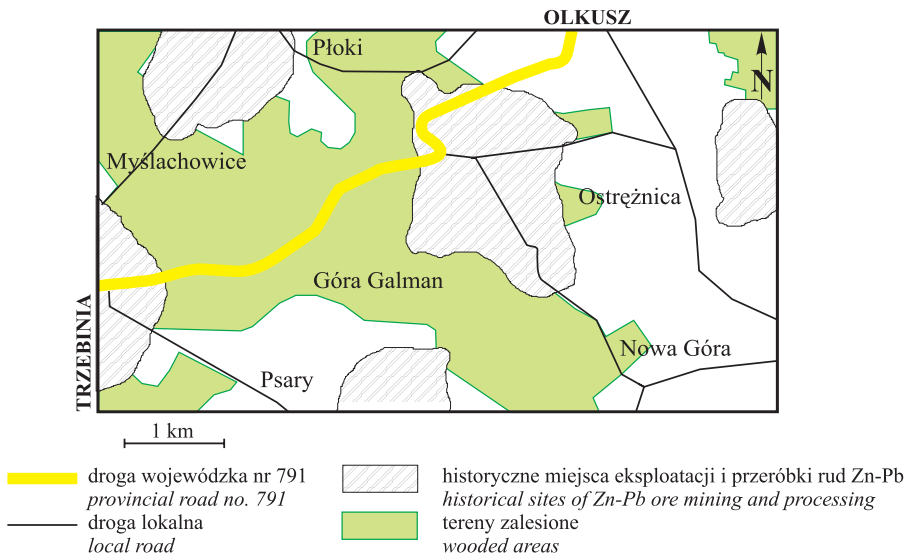 OLKUSZ
Płoki
N
Myślachowice
Ostrężnica
Góra Galman
TRZEBINIA
Nowa Góra
Psary
1 km
droga wojewódzka nr 791
provincial road no. 791
droga lokalna
local road
historyczne miejsca eksploatacji i przeróbki rud Zn-Pb
historical sites of Zn-Pb ore mining and processing
tereny zalesione
wooded areas